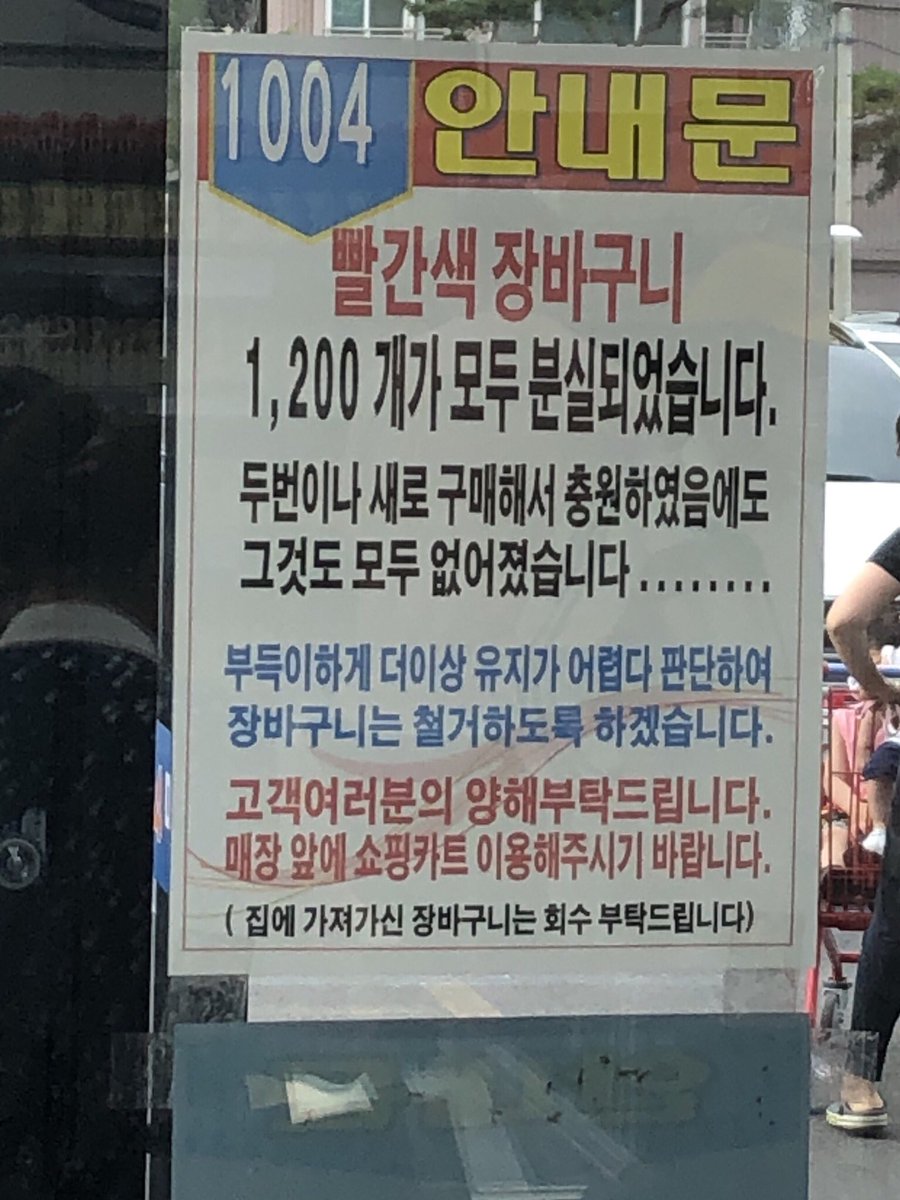 1004 안내문
빨간색 장바구니
1,200 개가 모두 분실되었습니다.
두번이나 새로 구매해서 충원하였음에도
그것도 모두 없어졌습니다 ........
부득이하게 더이상 유지가 어렵다 판단하여
장바구니는 철거하도록 하겠습니다.
고객여러분의 양해부탁드립니다.
매장 앞에 쇼핑카트 이용해주시기 바랍니다.
( 집에 가져가신 장바구니는 회수 부탁드립니다)